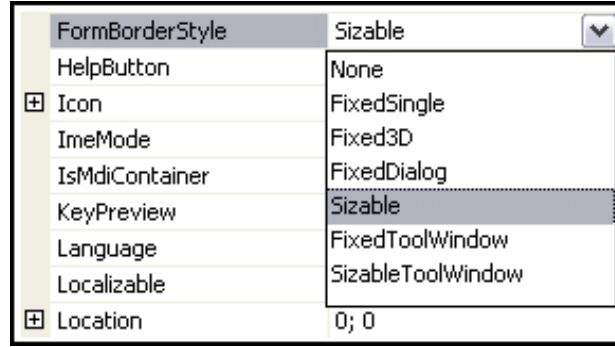 FormBorderStyle Sizable
HelpButton None
Icon FixedSingle
ImeMode Fixed3D
IsMdiContainer FixedDialog
KeyPreview Sizable
Language FixedToolWindow
Localizable SizableToolWindow
Location 0; 0